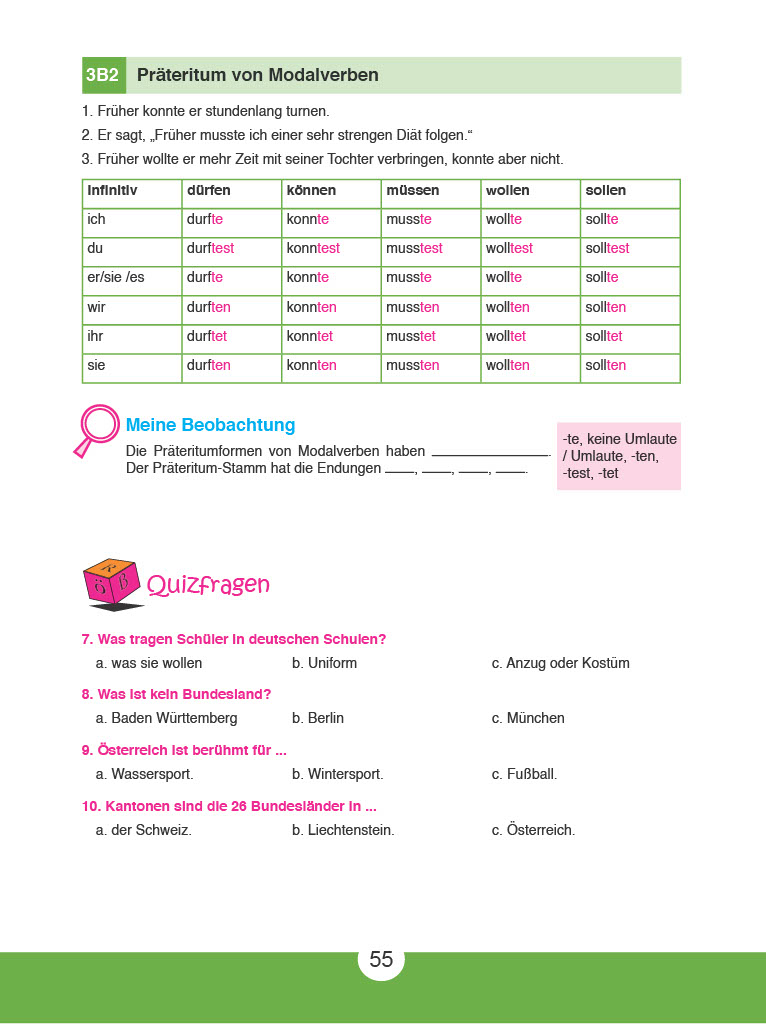 3B2 Präteritum von Modalverben
1. Früher konnte er stundenlang turnen.
2. Er sagt, „Früher musste ich einer sehr strengen Diät folgen.“
3. Früher wollte er mehr Zeit mit seiner Tochter verbringen, konnte aber nicht.
Infinitiv dürfen können müssen wollen sollen
ich durfte konnte musste wollte sollte
du durftest konntest musstest wolltest solltest
er/sie /es durfte konnte musste wollte sollte
wir durften konnten mussten wollten sollten
ihr durftet konntet musstet wolltet solltet
sie durften konnten mussten wollten sollten
Meine Beobachtung
Die Präteritumformen von Modalverben haben _______________.
Der Präteritum-Stamm hat die Endungen ____, ____, ____, ____.
-te, keine Umlaute
/ Umlaute, -ten,
-test, -tet
R Ö ß
Quizfragen
7. Was tragen Schüler in deutschen Schulen?
a. was sie wollen b. Uniform c. Anzug oder Kostüm
8. Was ist kein Bundesland?
a. Baden Württemberg b. Berlin c. München
9. Österreich ist berühmt für ...
a. Wassersport. b. Wintersport. c. Fußball.
10. Kantonen sind die 26 Bundesländer in ...
a. der Schweiz. b. Liechtenstein. c. Österreich.
55